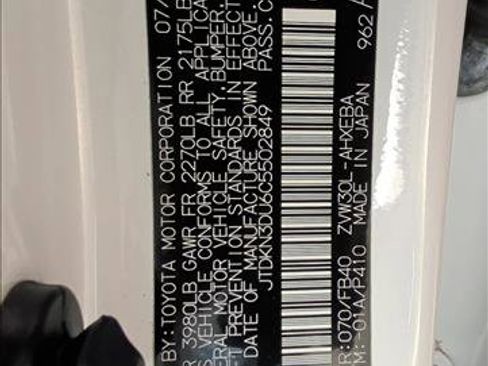 BY:TOYOTA MOTOR CORPORATION 07/
3980LB GAWR FR 2270LB RR 2175LB
VEHICLE CONFORMS TO ALL APPLICA
ERAL MOTOR VEHICLE SAFETY, BUMPER,
T PREVENTION STANDARDS IN EFFECT
DATE OF MANUFACTURE SHOWN ABOVE.
JTDKN3DU6C5502849 PASS.C
R:070/FB40 ZVW30L-AHXEBA
M:-01A/P410 MADE IN JAPAN 962 A